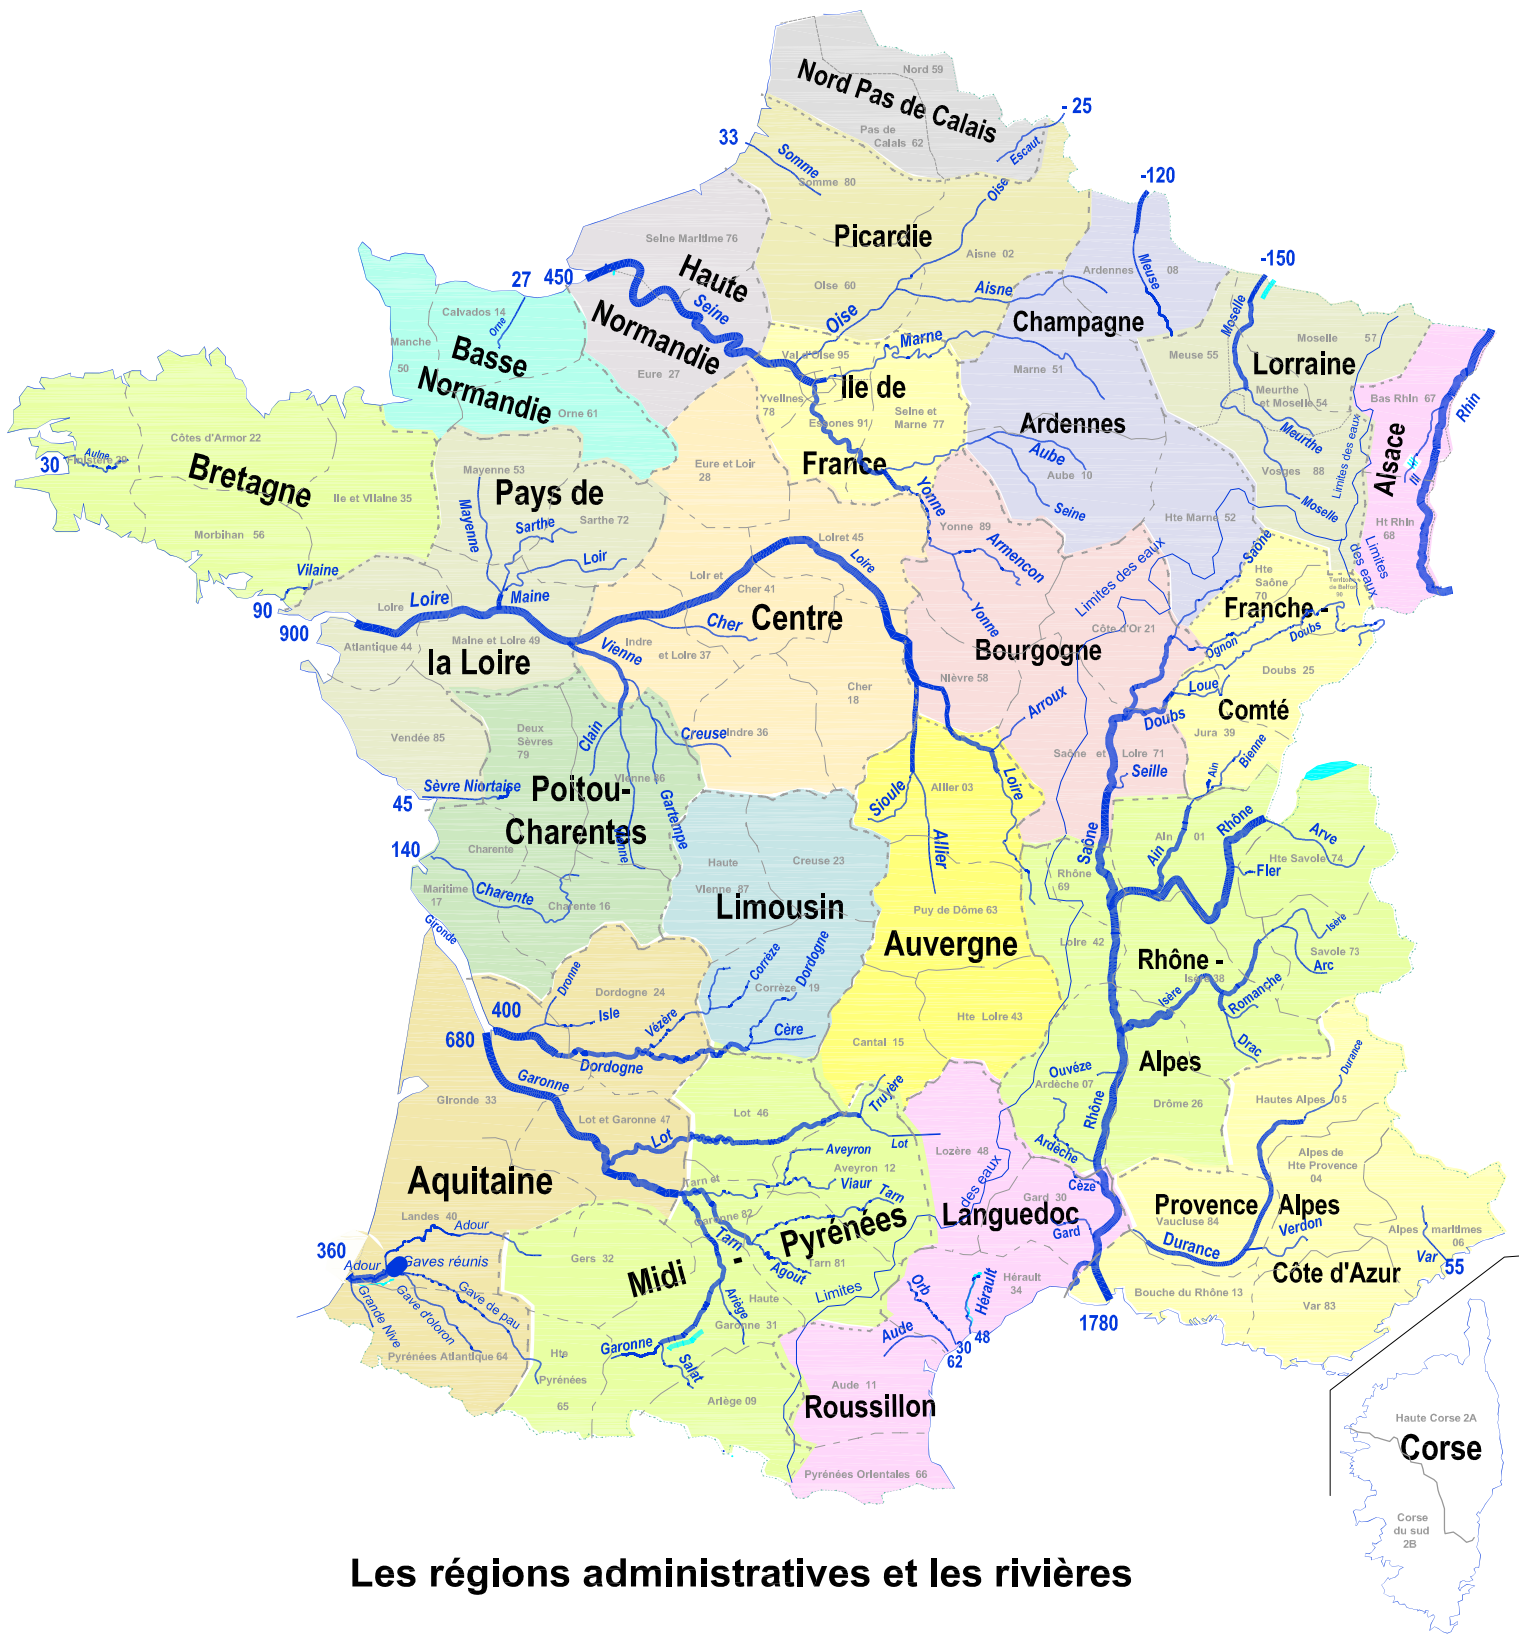 Nord 59
Nord Pas de Calais
- 25
33
Pas de
Calais 62
Escaut
Somme
Somme 80
Oise
-120
Picardie
Seine Maritime 76
Aisne 02
Ardennes 08
Meuse
-150
Haute
27
450
Oise 60
Aisne
Seine
Normandie
Calvados 14
Orne
Oise
Champagne
Moselle
Moselle 57
Manche
50
Basse
Normandie
Marne
Val d'Oise 95
Meuse 55
Lorraine
Eure 27
Ile de
Marne 51
Meurthe
et Moselle 54
Bas Rhin 67
Rhin
Yvelines
78
Seine et
Marne 77
Orne 61
Essones 91
Ardennes
Meurthe
Côtes d'Armor 22
Aulne
30
Finistère 29
Bretagne
Mayenne 53
Eure et Loir
28
France
Aube
Aube 10
Vosges 88
Limites des eaux
Alsace
Ill
Ille et Vilaine 35
Pays de
Yonne
Moselle
Mayenne
Sarthe
Sarthe 72
Seine
Hte Marne 52
Morbihan 56
Loiret 45
Yonne 89
Ht Rhin
68
Loir
Loire
Armencon
Saône
Limites
des eaux
Limites des eaux
Vilaine
Loir et
Cher 41
Hte
Saône
70
Territoire
de Belfort
90
90
Loire
Loire
Maine
Franche -
900
Centre
Cher
Yonne
Côte d'Or 21
Doubs
Atlantique 44
Maine et Loire 49
Vienne
Indre
et Loire 37
Bourgogne
Ognon
la Loire
Nièvre 58
Doubs 25
Cher
18
Arroux
Loue
Comté
Vendée 85
Deux
Sèvres
79
Clain
Creuse
Indre 36
Doubs
Jura 39
Saône et Loire 71
Bienne
Ain
Vienne 86
Seille
Sèvre Niortaise
45
Poitou-
Charentes
Gartempe
Sioule
Allier 03
Loire
Rhône
Ain 01
Arve
140
Charente
Vienne
Allier
Saône
Ain
Hte Savoie 74
Haute
Vienne 87
Creuse 23
Rhône
69
Fier
Maritime
17
Charente
Charente 16
Limousin
Puy de Dôme 63
Gironde
Auvergne
Loire 42
Isère
Rhône -
Savoie 73
Arc
Dronne
Corrèze
Dordogne
Isère 38
Dordogne 24
Corrèze 19
Isère
Romanche
400
Isle
Vézère
Cère
Hte Loire 43
680
Cantal 15
Drac
Dordogne
Garonne
Alpes
Durance
Ouvéze
Ardèche 07
Truyère
Gironde 33
Lot et Garonne 47
Lot 46
Rhône
Drôme 26
Hautes Alpes 05
Lot
Lot
Ardèche
Aveyron
Lozère 48
Alpes de
Hte Provence
04
Aquitaine
Tarn et
Garonne 82
Aveyron 12
Viaur
Tarn
des eaux
Cèze
Gard 30
Landes 40
Adour
Pyrénées
Languedoc
Gard
Provence
Vaucluse 84
Alpes
Verdon
Alpes maritimes
06
360
Adour
Gaves réunis
Gers 32
Tarn
Agout
Tarn 81
Durance
Var
55
Midi -
Limites
Orb
Hérault
Hérault
34
Côte d'Azur
Grande Nive
Gave d'oloron
Gave de pau
Ariège
Haute
Garonne 31
Bouche du Rhône 13
Var 83
Garonne
Salat
Aude
30
48
62
1780
Pyrénées Atlantique 64
Hte
Pyrénées
65
Ariège 09
Aude 11
Roussillon
Pyrénées Orientales 66
Haute Corse 2A
Corse
Corse
du sud
2B
Les régions administratives et les rivières